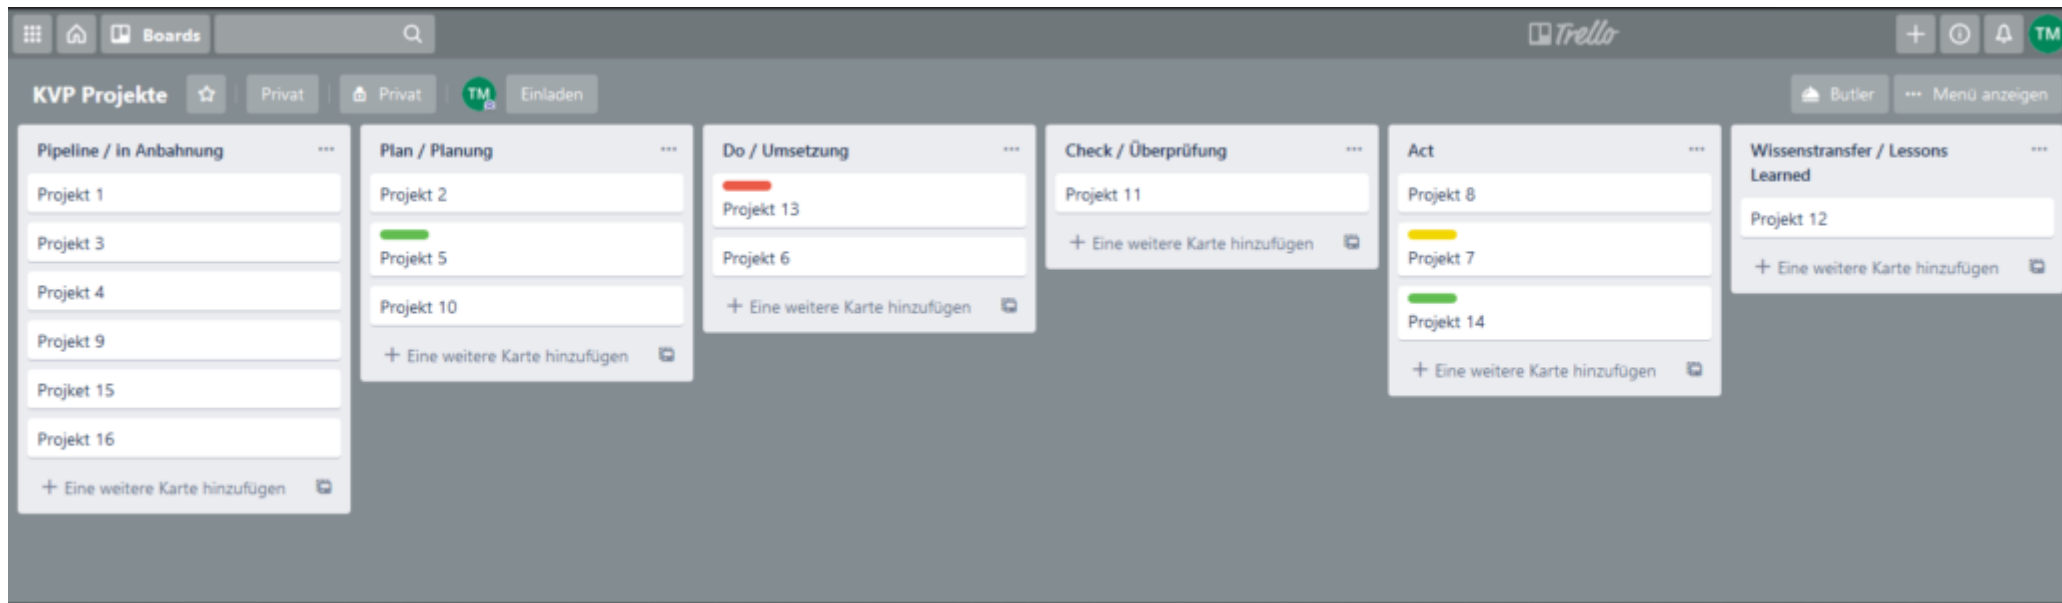 Boards
Trello
TM
KVP Projekte
Privat
Privat
TM
Einladen
Butler
Menü anzeigen
Pipeline / in Anbahnung
Projekt 1
Projekt 3
Projekt 4
Projekt 9
Projket 15
Projekt 16
+ Eine weitere Karte hinzufügen
Plan / Planung
Projekt 2
Projekt 5
Projekt 10
+ Eine weitere Karte hinzufügen
Do / Umsetzung
Projekt 13
Projekt 6
+ Eine weitere Karte hinzufügen
Check / Überprüfung
Projekt 11
+ Eine weitere Karte hinzufügen
Act
Projekt 8
Projekt 7
Projekt 14
+ Eine weitere Karte hinzufügen
Wissenstransfer / Lessons
Learned
Projekt 12
+ Eine weitere Karte hinzufügen